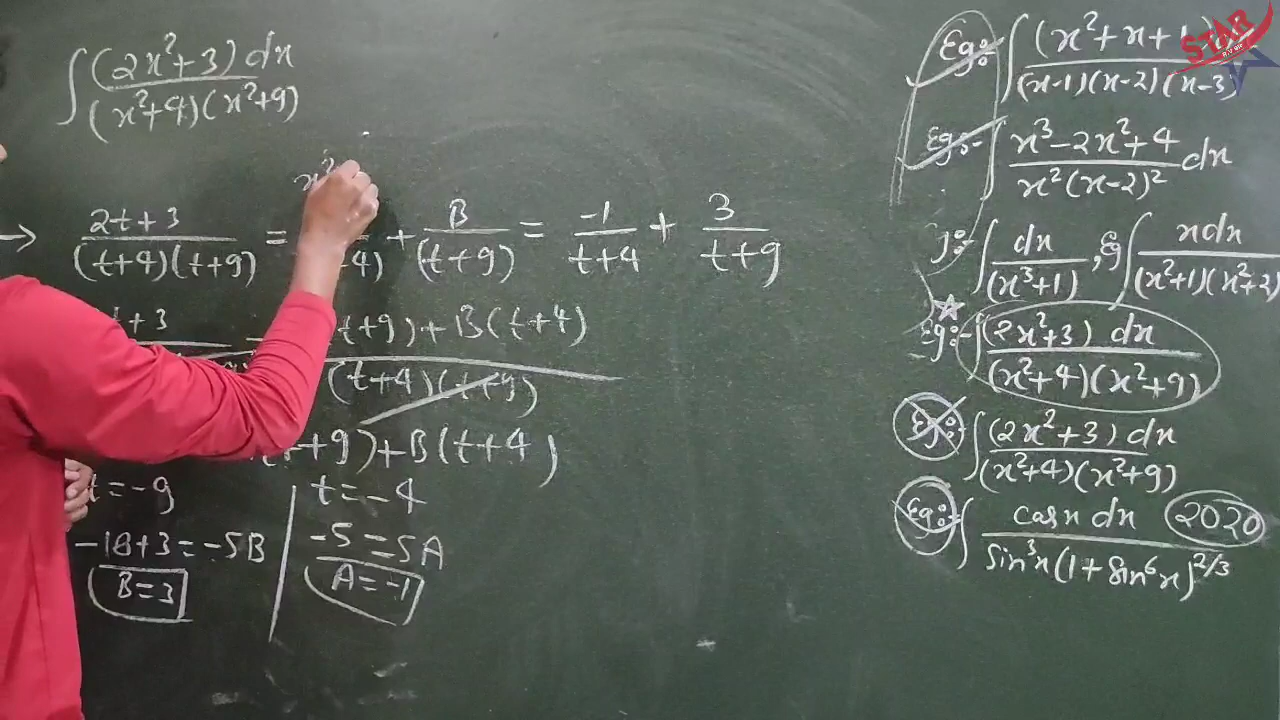 ∫ (2x²+3) dx / (x²+4)(x²+9)
x²
→ 2t+3 / (t+4)(t+9) = +4) + B / (t+9) = -1 / t+4 + 3 / t+9
t+3 t+9) + B(t+4)
(t+4)(t+9)
t+9) + B(t+4)
t=-9 | t=-4
-18+3 = -5B | -5 = 5A
B=3 | A=-1
Eg:- ∫ (x²+x+1) / (x-1)(x-2)(x-3)
Eg:- ∫ x³-2x²+4 / x²(x-2)² dx
g:- ∫ dx / (x³+1) , Eg ∫ xdx / (x²+1)(x²+2)
Eg:- ∫ (2x²+3) dx / (x²+4)(x²+9)
Eg:- ∫ (2x²+3) dx / (x²+4)(x²+9)
Eg:- ∫ cosx dx / sin³x(1+sin⁶x)^2/3 2020
STAR